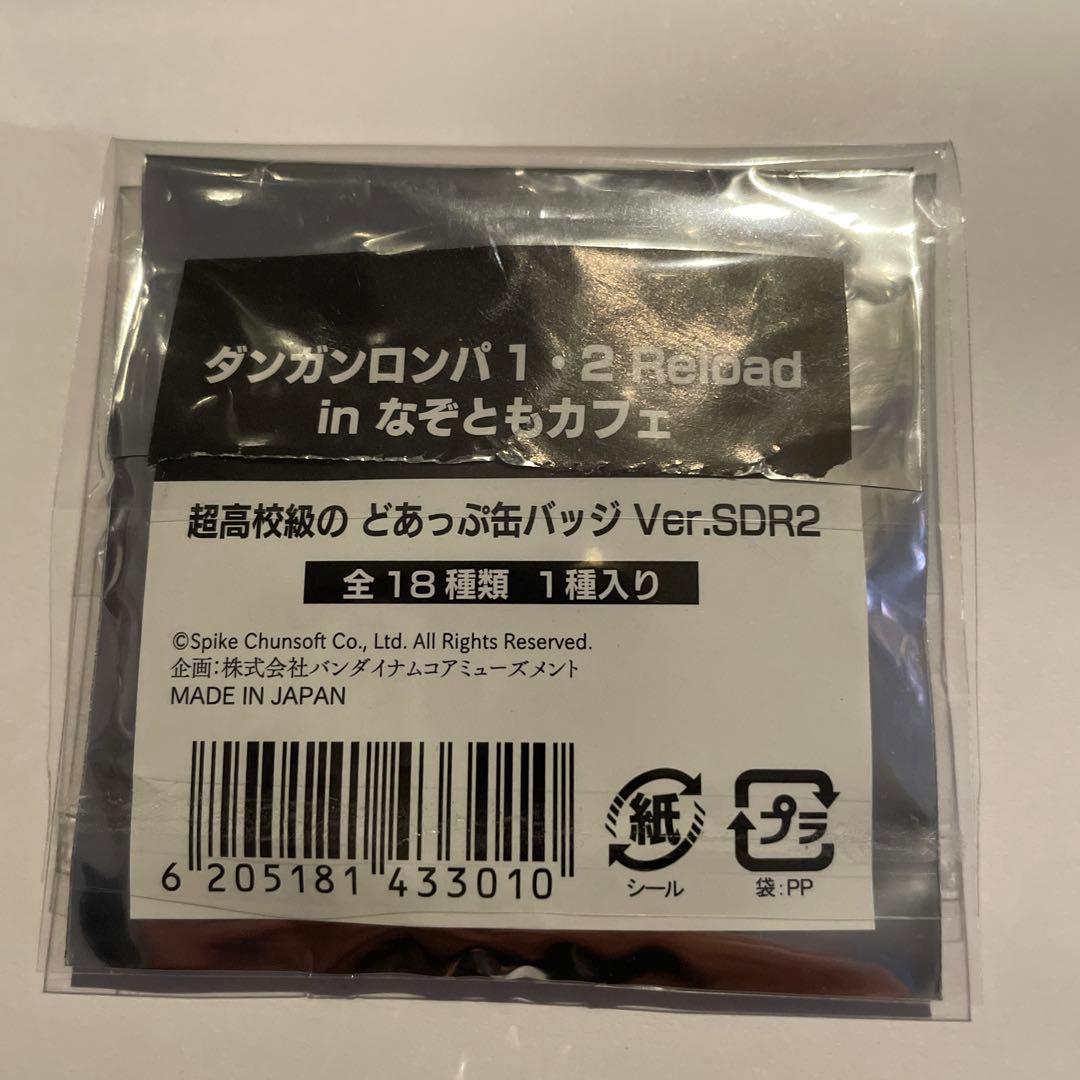 ダンガンロンパ 1・2 Reload
in なぞともカフェ
超高校級の どあっぷ缶バッジ Ver.SDR2
全 18 種類 1 種入り
©Spike Chunsoft Co., Ltd. All Rights Reserved.
企画:株式会社バンダイナムコアミューズメント
MADE IN JAPAN
6 205181 433010
紙
シール
プラ
袋:PP